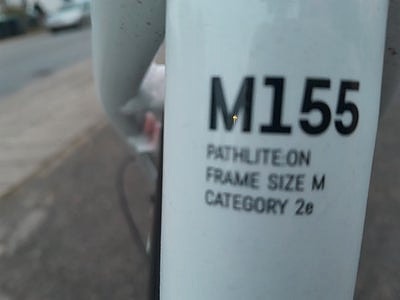 M155
PATHLITE:ON
FRAME SIZE M
CATEGORY 2e